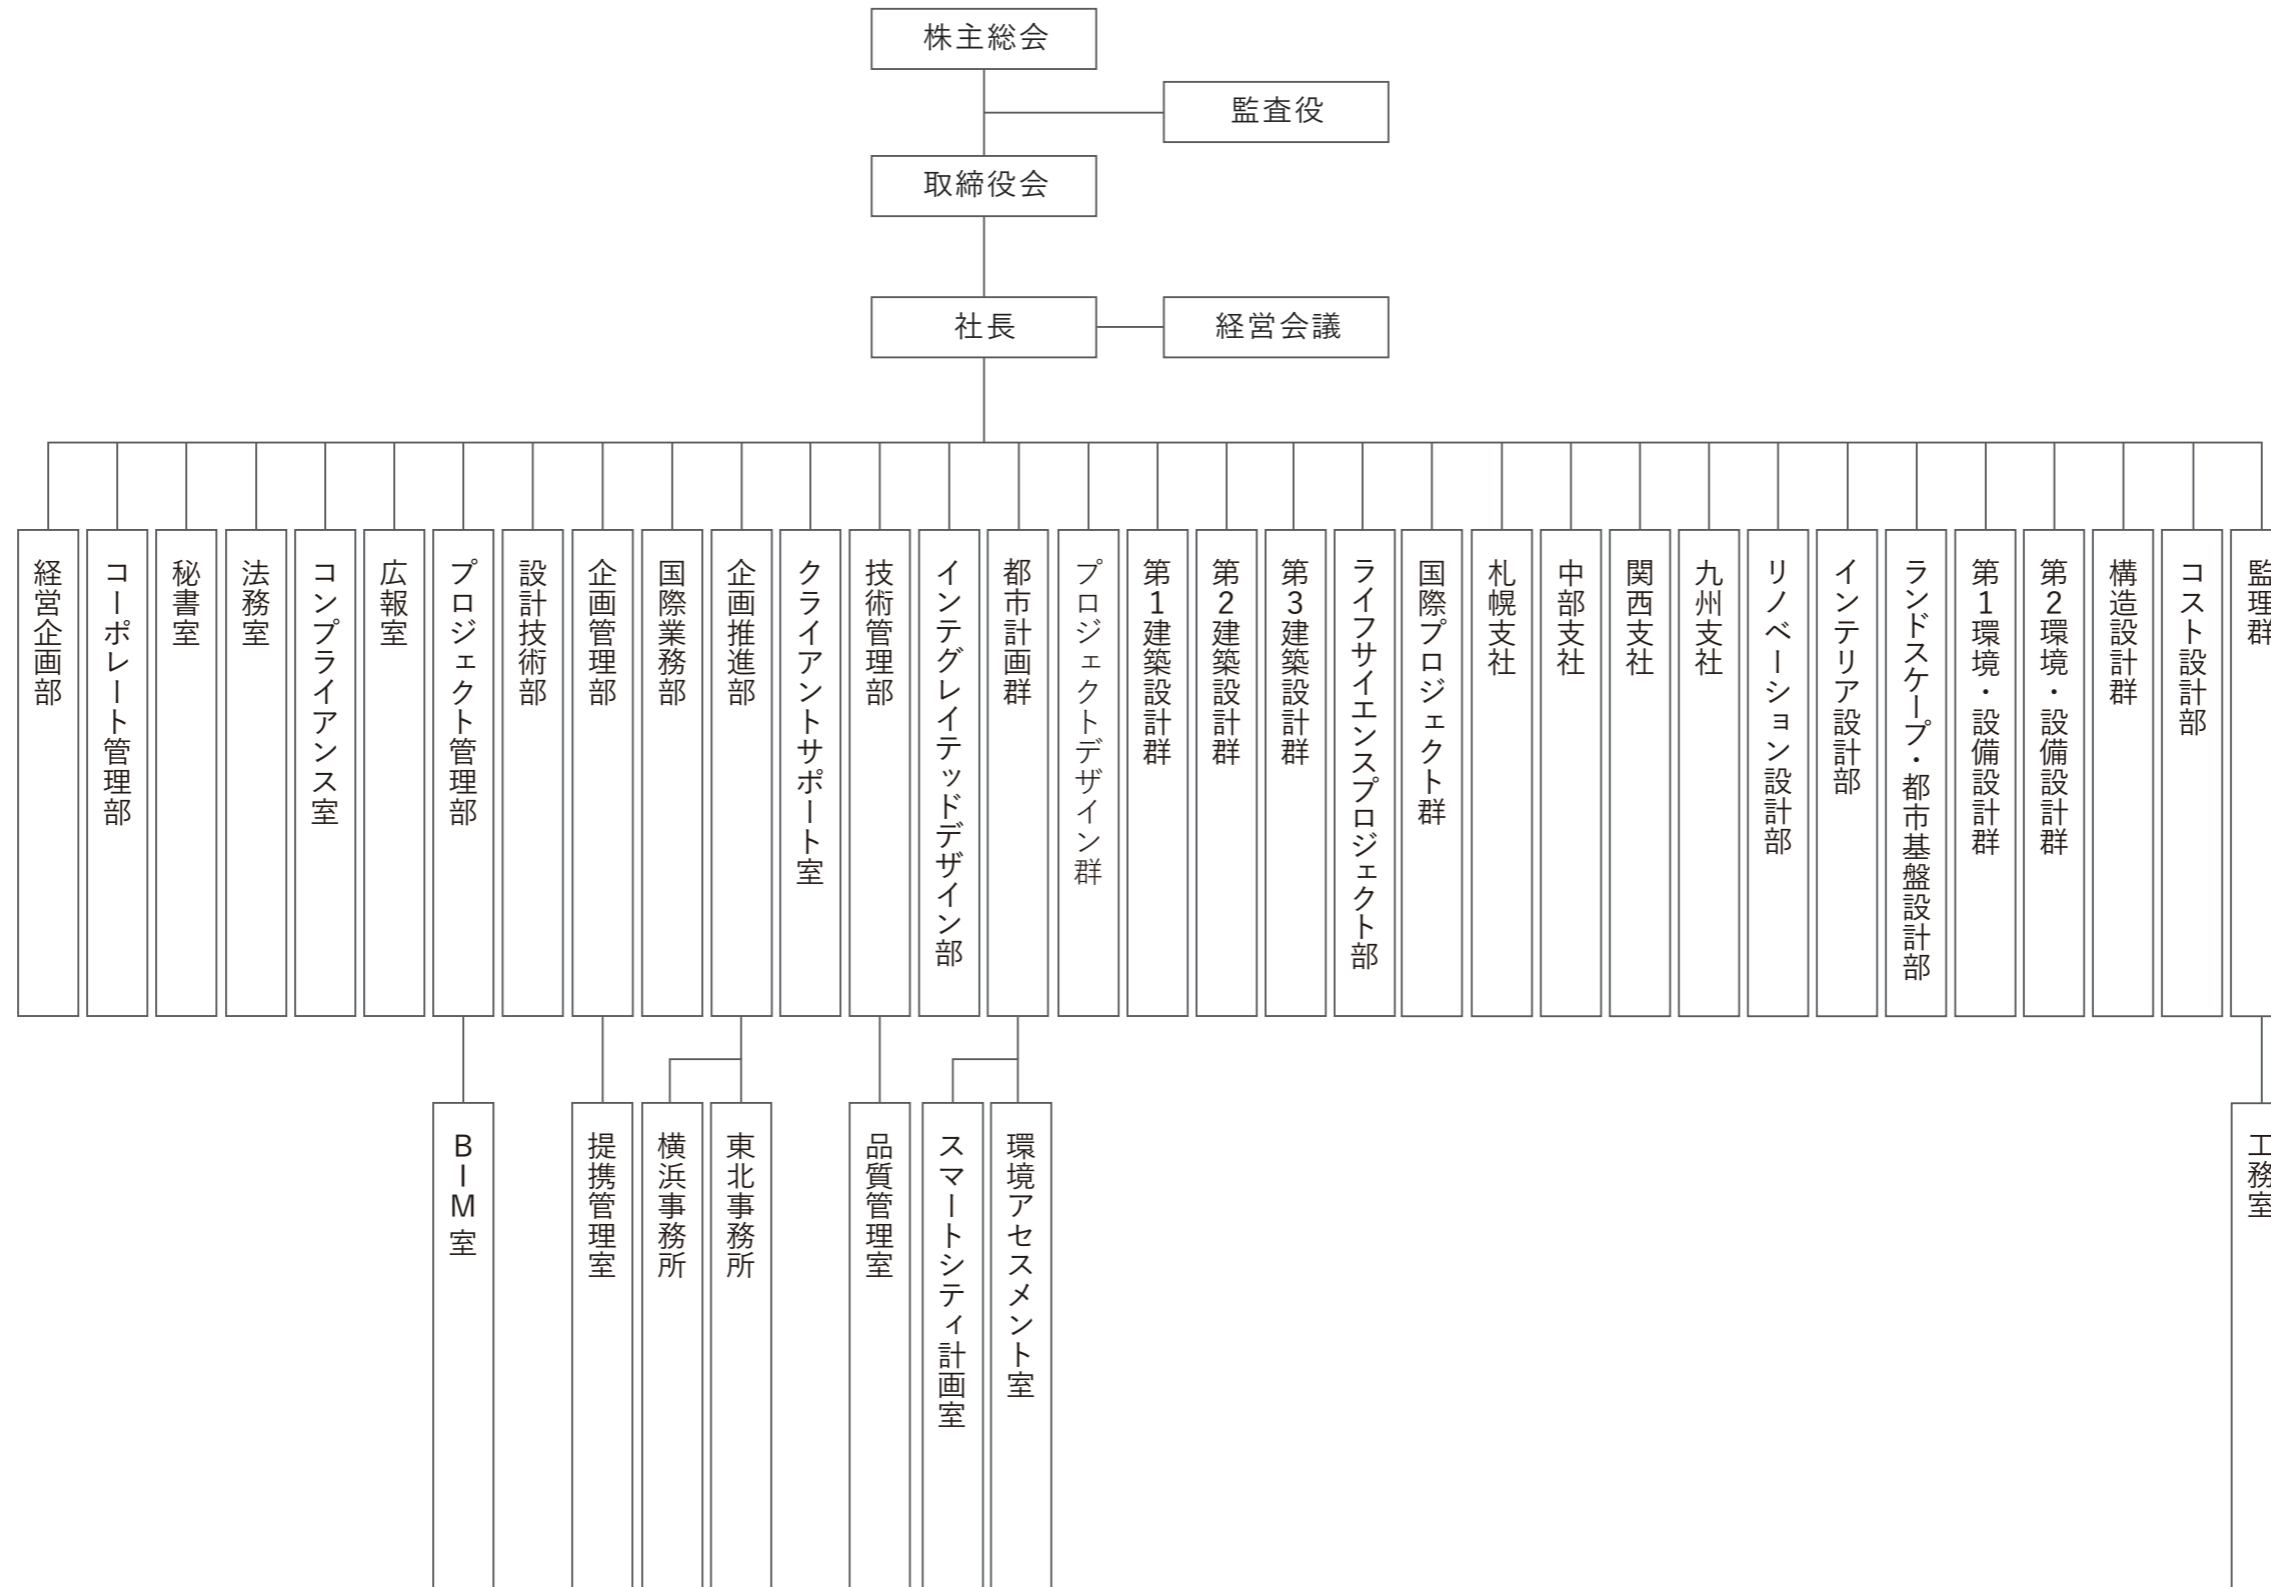 株主総会
監査役
取締役会
社長
経営会議
経営企画部
コーポレート管理部
秘書室
法務室
コンプライアンス室
広報室
プロジェクト管理部
設計技術部
企画管理部
国際業務部
企画推進部
クライアントサポート室
技術管理部
インテグレイテッドデザイン部
都市計画群
プロジェクトデザイン群
第1建築設計群
第2建築設計群
第3建築設計群
ライフサイエンスプロジェクト部
国際プロジェクト群
札幌支社
中部支社
関西支社
九州支社
リノベーション設計部
インテリア設計部
ランドスケープ・都市基盤設計部
第1環境・設備設計群
第2環境・設備設計群
構造設計群
コスト設計部
監理群
BIM室
提携管理室
横浜事務所
東北事務所
品質管理室
スマートシティ計画室
環境アセスメント室
工務室